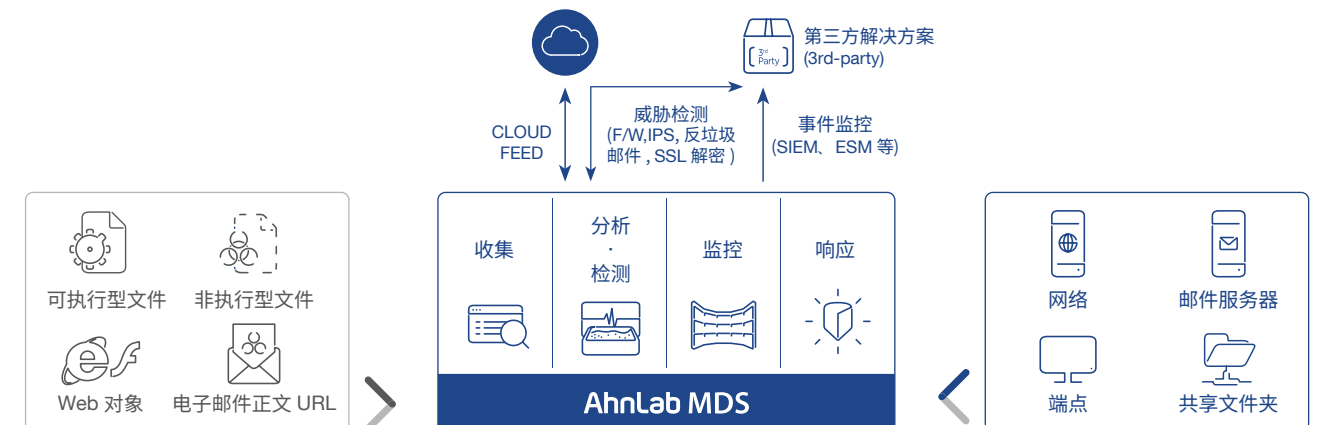 第三方解决方案
(3rd-party)
3rd
Party
CLOUD
FEED
威胁检测
(F/W,IPS, 反垃圾
邮件 , SSL 解密 )
事件监控
(SIEM、ESM 等)
可执行型文件
非执行型文件
Web 对象
电子邮件正文 URL
收集
分析
·
检测
监控
响应
AhnLab MDS
网络
邮件服务器
端点
共享文件夹